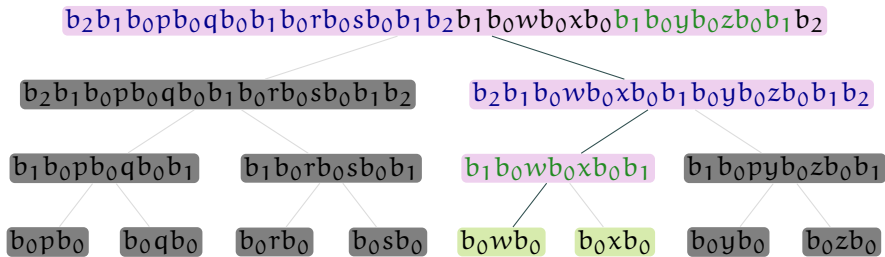 b₂b₁b₀pb₀qb₀b₁b₀rb₀sb₀b₁b₂b₁b₀wb₀xb₀b₁b₀yb₀zb₀b₁b₂
b₂b₁b₀pb₀qb₀b₁b₀rb₀sb₀b₁b₂ b₂b₁b₀wb₀xb₀b₁b₀yb₀zb₀b₁b₂
b₁b₀pb₀qb₀b₁ b₁b₀rb₀sb₀b₁ b₁b₀wb₀xb₀b₁ b₁b₀pyb₀zb₀b₁
b₀pb₀ b₀qb₀ b₀rb₀ b₀sb₀ b₀wb₀ b₀xb₀ b₀yb₀ b₀zb₀